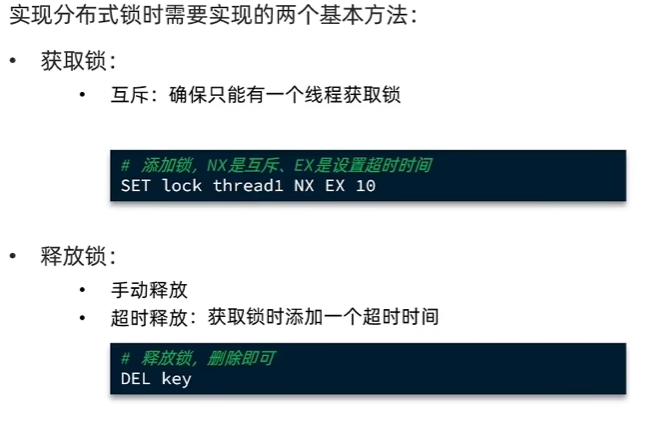 实现分布式锁时需要实现的两个基本方法：
• 获取锁：
• 互斥：确保只能有一个线程获取锁
# 添加锁，NX是互斥、EX是设置超时时间
SET lock thread1 NX EX 10
• 释放锁：
• 手动释放
• 超时释放：获取锁时添加一个超时时间
# 释放锁，删除即可
DEL key